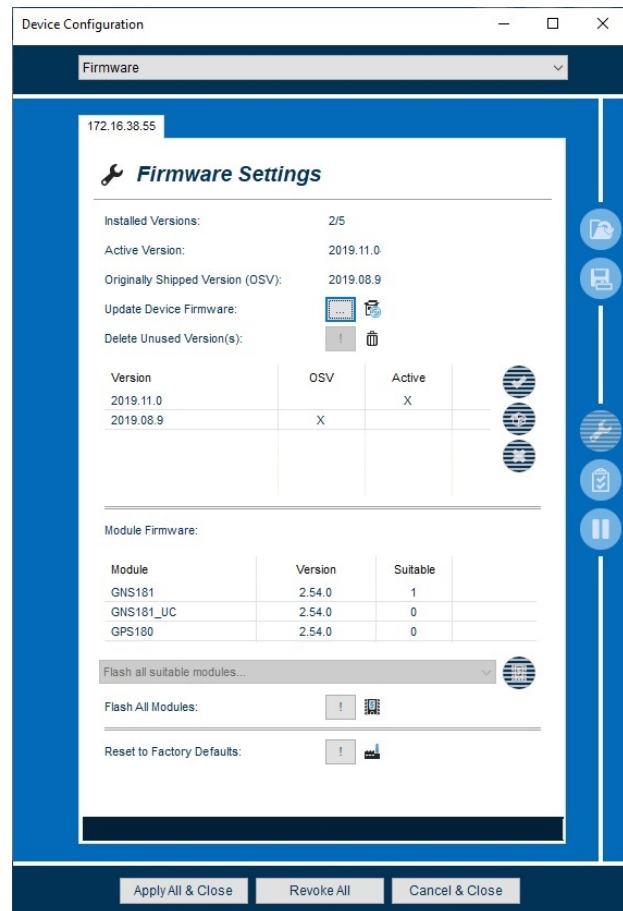 Device Configuration
Firmware
172.16.38.55
Firmware Settings
Installed Versions: 2/5
Active Version: 2019.11.0
Originally Shipped Version (OSV): 2019.08.9
Update Device Firmware: ...
Delete Unused Version(s): !
Version OSV Active
2019.11.0 X
2019.08.9 X
Module Firmware:
Module Version Suitable
GNS181 2.54.0 1
GNS181_UC 2.54.0 0
GPS180 2.54.0 0
Flash all suitable modules...
Flash All Modules: !
Reset to Factory Defaults: !
Apply All & Close Revoke All Cancel & Close